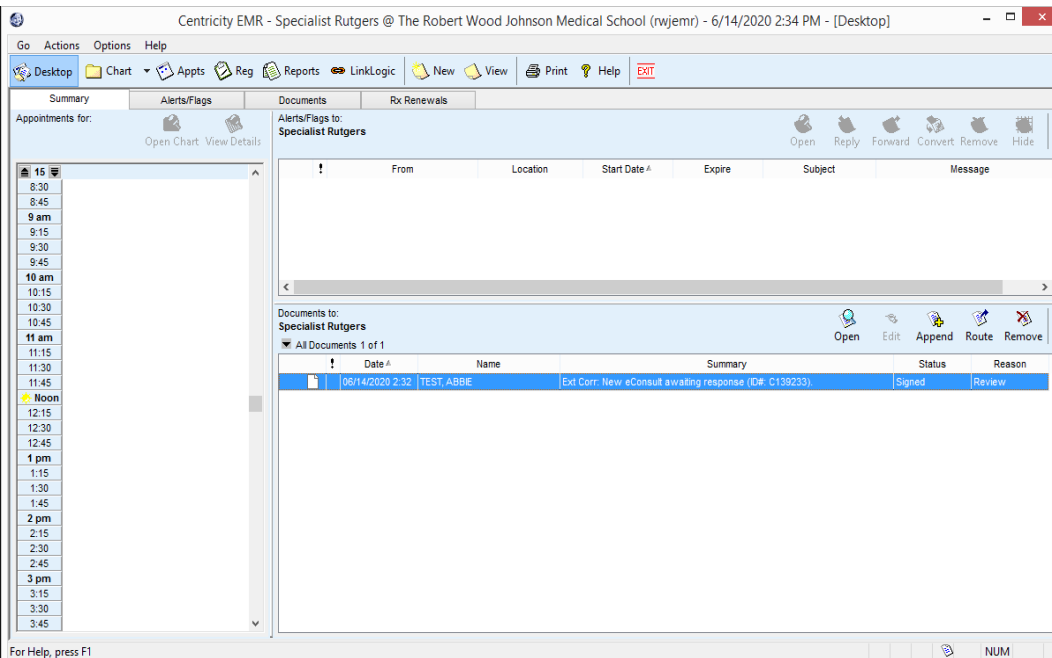 Centricity EMR - Specialist Rutgers @ The Robert Wood Johnson Medical School (rwjemr) - 6/14/2020 2:34 PM - [Desktop]
Go Actions Options Help
Desktop Chart Appts Reg Reports LinkLogic New View Print Help EXIT
Summary Alerts/Flags Documents Rx Renewals
Appointments for:
Open Chart View Details
Alerts/Flags to:
Specialist Rutgers
Open Reply Forward Convert Remove Hide
! From Location Start Date Expire Subject Message
15
8:30
8:45
9 am
9:15
9:30
9:45
10 am
10:15
10:30
10:45
11 am
11:15
11:30
11:45
Noon
12:15
12:30
12:45
1 pm
1:15
1:30
1:45
2 pm
2:15
2:30
2:45
3 pm
3:15
3:30
3:45
Documents to:
Specialist Rutgers
Open Edit Append Route Remove
All Documents 1 of 1
! Date Name Summary Status Reason
06/14/2020 2:32 TEST, ABBIE Ext Corr: New eConsult awaiting response (ID#: C139233). Signed Review
For Help, press F1
NUM